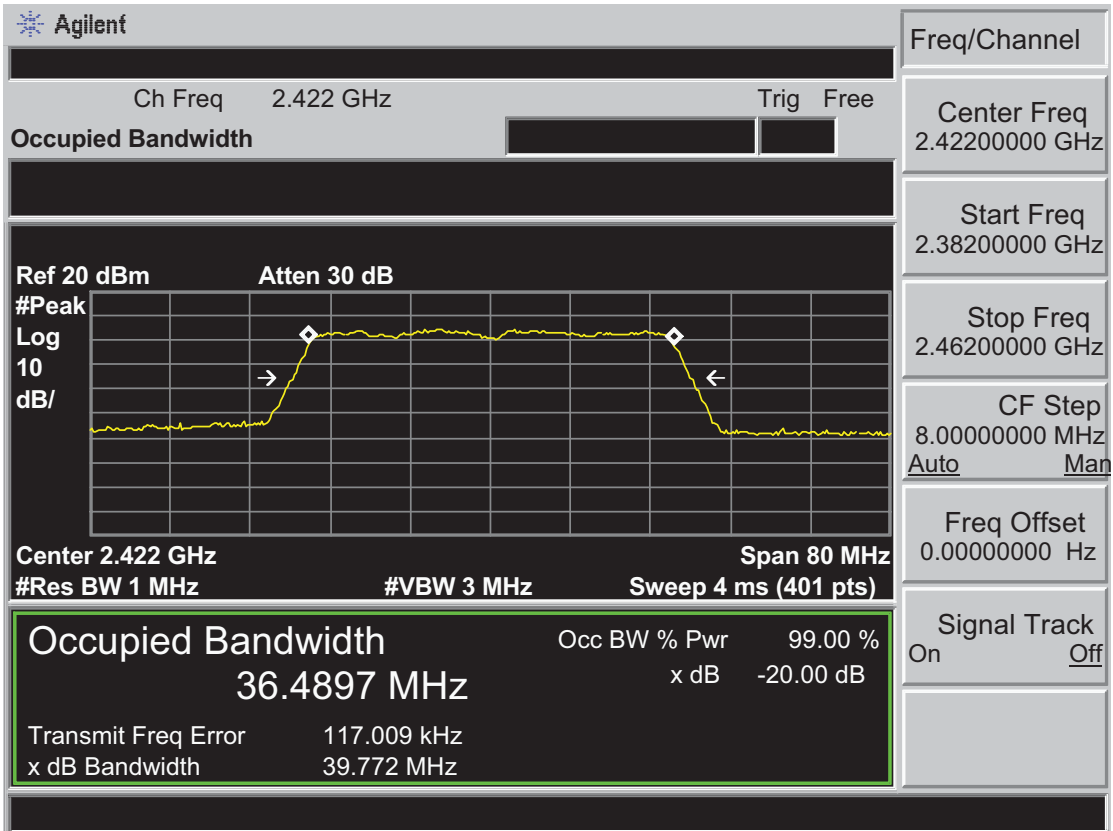 Agilent
Freq/Channel
Ch Freq 2.422 GHz Trig Free
Occupied Bandwidth
Center Freq
2.42200000 GHz
Start Freq
2.38200000 GHz
Stop Freq
2.46200000 GHz
CF Step
8.00000000 MHz
Auto Man
Freq Offset
0.00000000 Hz
Signal Track
On Off
Ref 20 dBm Atten 30 dB
#Peak
Log
10
dB/
Center 2.422 GHz Span 80 MHz
#Res BW 1 MHz #VBW 3 MHz Sweep 4 ms (401 pts)
Occupied Bandwidth Occ BW % Pwr 99.00 %
36.4897 MHz x dB -20.00 dB
Transmit Freq Error 117.009 kHz
x dB Bandwidth 39.772 MHz